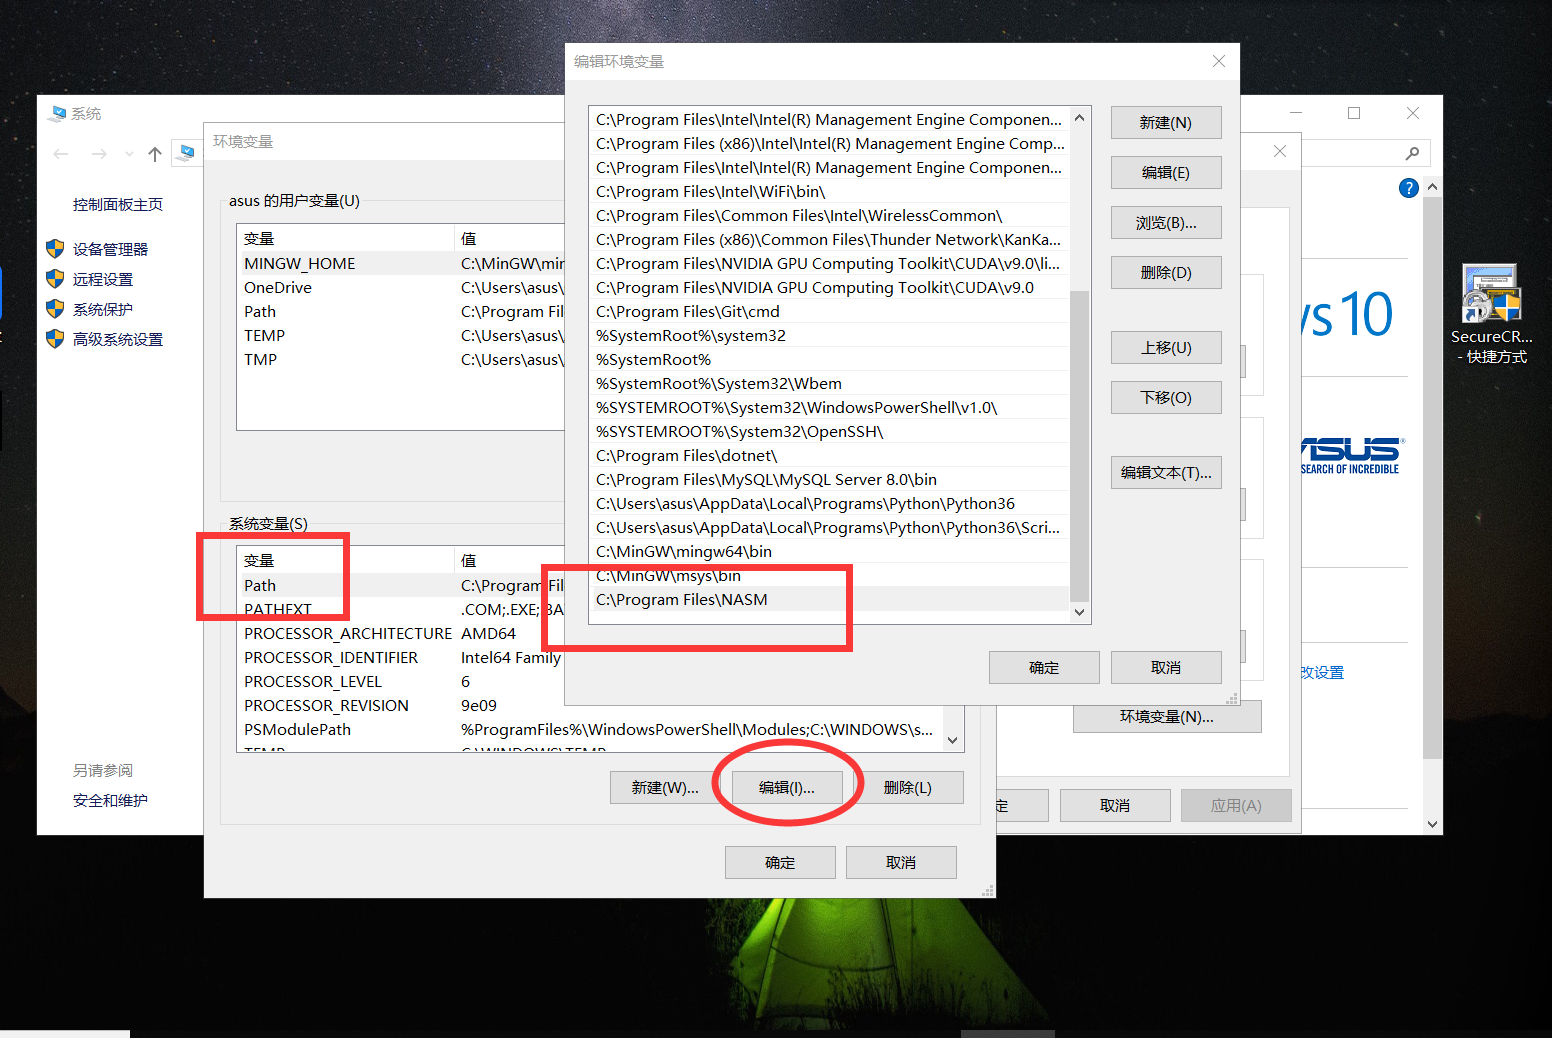 编辑环境变量
C:\Program Files\Intel\Intel(R) Management Engine Componen...
C:\Program Files (x86)\Intel\Intel(R) Management Engine Comp...
C:\Program Files\Intel\Intel(R) Management Engine Componen...
C:\Program Files\Intel\WiFi\bin\
C:\Program Files\Common Files\Intel\WirelessCommon\
C:\Program Files (x86)\Common Files\Thunder Network\KanKa...
C:\Program Files\NVIDIA GPU Computing Toolkit\CUDA\v9.0\li...
C:\Program Files\NVIDIA GPU Computing Toolkit\CUDA\v9.0
C:\Program Files\Git\cmd
%SystemRoot%\system32
%SystemRoot%
%SystemRoot%\System32\Wbem
%SYSTEMROOT%\System32\WindowsPowerShell\v1.0\
%SYSTEMROOT%\System32\OpenSSH\
C:\Program Files\dotnet\
C:\Program Files\MySQL\MySQL Server 8.0\bin
C:\Users\asus\AppData\Local\Programs\Python\Python36
C:\Users\asus\AppData\Local\Programs\Python\Python36\Scri...
C:\MinGW\mingw64\bin
C:\MinGW\msys\bin
C:\Program Files\NASM
新建(N)
编辑(E)
浏览(B)...
删除(D)
上移(U)
下移(O)
编辑文本(T)...
确定
取消
系统
控制面板主页
设备管理器
远程设置
系统保护
高级系统设置
另请参阅
安全和维护
环境变量
asus 的用户变量(U)
变量 值
MINGW_HOME C:\MinGW\min
OneDrive C:\Users\asus\
Path C:\Program Fil
TEMP C:\Users\asus\
TMP C:\Users\asus\
系统变量(S)
变量 值
Path C:\Program Fil
PATHEXT .COM;.EXE;.BA
PROCESSOR_ARCHITECTURE AMD64
PROCESSOR_IDENTIFIER Intel64 Family
PROCESSOR_LEVEL 6
PROCESSOR_REVISION 9e09
PSModulePath %ProgramFiles%\WindowsPowerShell\Modules;C:\WINDOWS\s...
TEMP C:\WINDOWS\TEMP
新建(W)...
编辑(I)...
删除(L)
确定
取消
环境变量(N)...
定
取消
应用(A)
?
ws 10
ASUS
SEARCH OF INCREDIBLE
改设置
SecureCR...
- 快捷方式